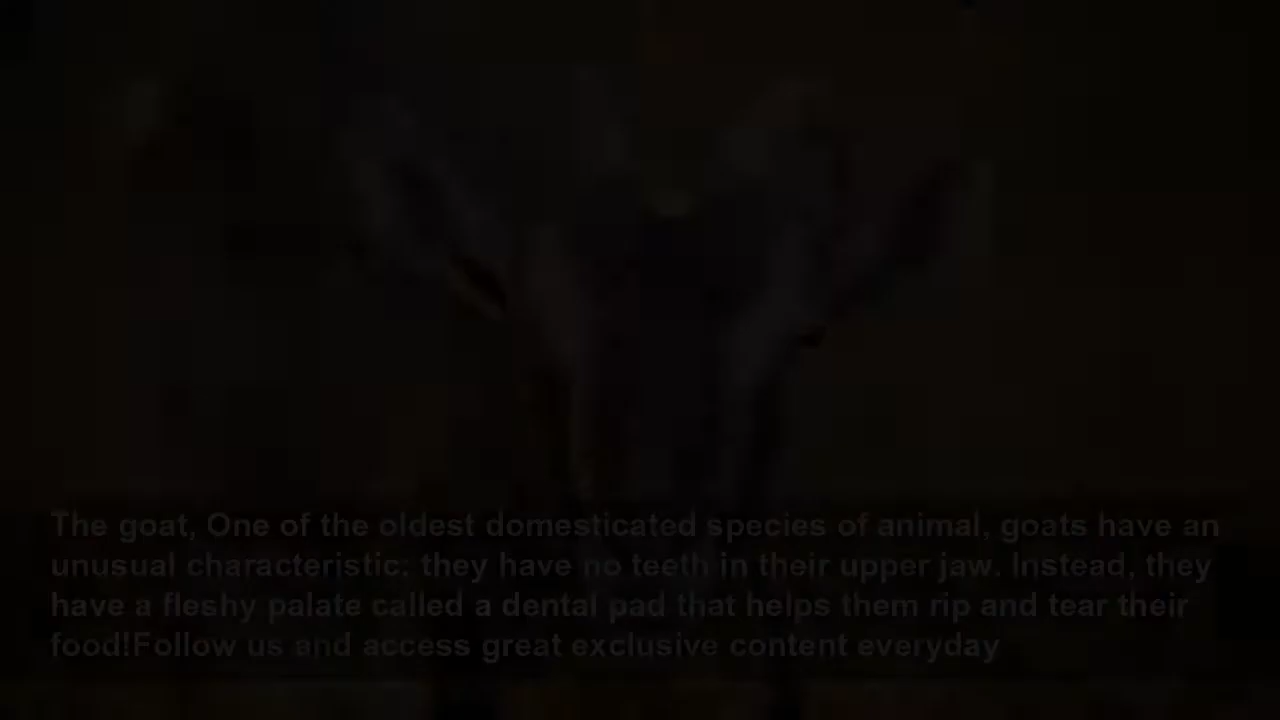 The goat, One of the oldest domesticated species of animal, goats have an
unusual characteristic: they have no teeth in their upper jaw. Instead, they
have a fleshy palate called a dental pad that helps them rip and tear their
food!Follow us and access great exclusive content everyday